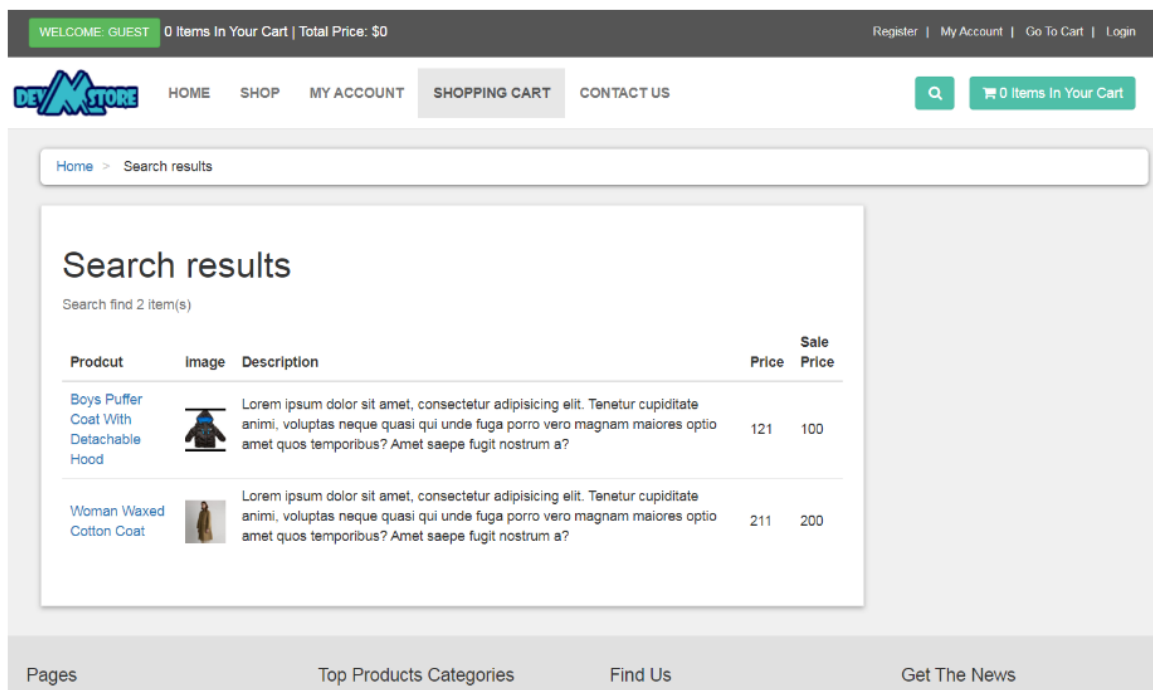 WELCOME: GUEST 0 Items In Your Cart | Total Price: $0
Register | My Account | Go To Cart | Login
DEV M STORE
HOME SHOP MY ACCOUNT SHOPPING CART CONTACT US
0 Items In Your Cart
Home > Search results
Search results
Search find 2 item(s)
Prodcut image Description Price Sale Price
Boys Puffer
Coat With
Detachable
Hood
Lorem ipsum dolor sit amet, consectetur adipisicing elit. Tenetur cupiditate
animi, voluptas neque quasi qui unde fuga porro vero magnam maiores optio
amet quos temporibus? Amet saepe fugit nostrum a?
121 100
Woman Waxed
Cotton Coat
Lorem ipsum dolor sit amet, consectetur adipisicing elit. Tenetur cupiditate
animi, voluptas neque quasi qui unde fuga porro vero magnam maiores optio
amet quos temporibus? Amet saepe fugit nostrum a?
211 200
Pages Top Products Categories Find Us Get The News